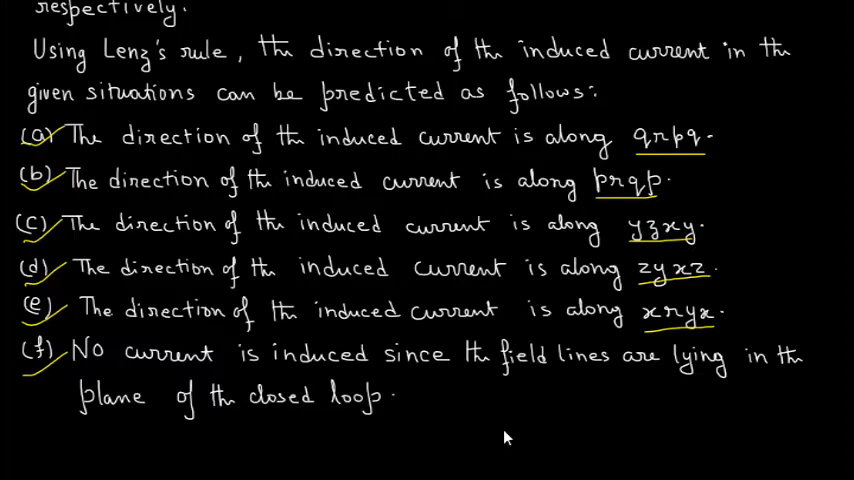 respectively.
Using Lenz's rule, the direction of the induced current in the
given situations can be predicted as follows:
(a) The direction of the induced current is along qrpq.
(b) The direction of the induced current is along prqp.
(c) The direction of the induced current is along yzxy.
(d) The direction of the induced current is along zyxz.
(e) The direction of the induced current is along xryx.
(f) No current is induced since the field lines are lying in the
plane of the closed loop.